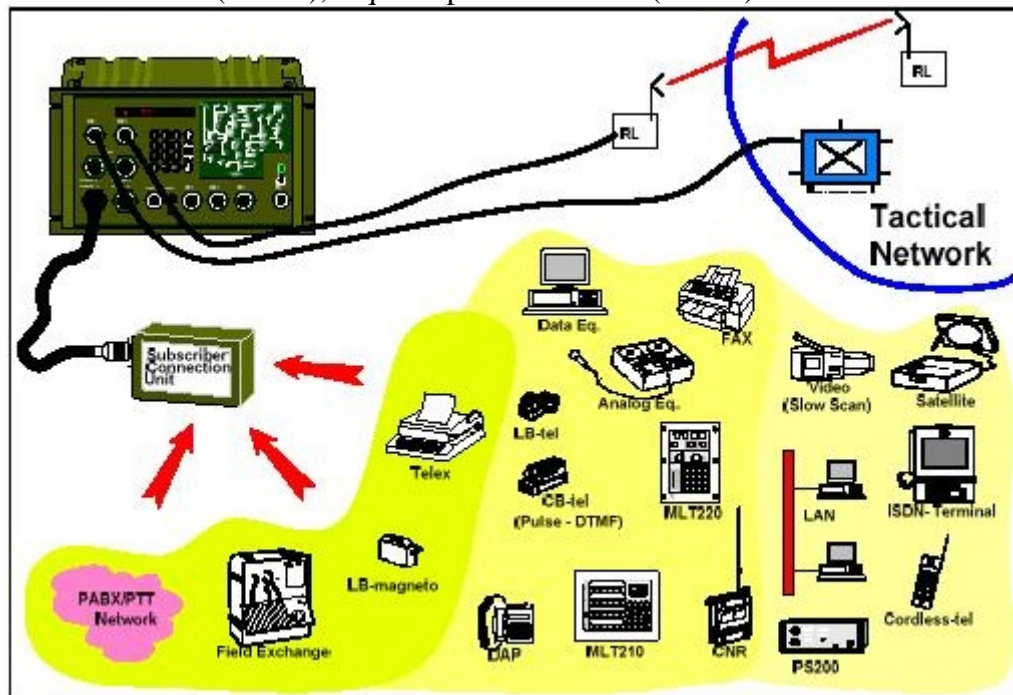 RL
RL
Tactical
Network
Subscriber
Connection
Unit
Data Eq.
FAX
Analog Eq.
Video
(Slow Scan)
Satellite
LB-tel
Telex
CB-tel
(Pulse - DTMF)
MLT220
LAN
ISDN-Terminal
LB-magneto
PABX/PTT
Network
Field Exchange
DAP
MLT210
CNR
PS200
Cordless-tel